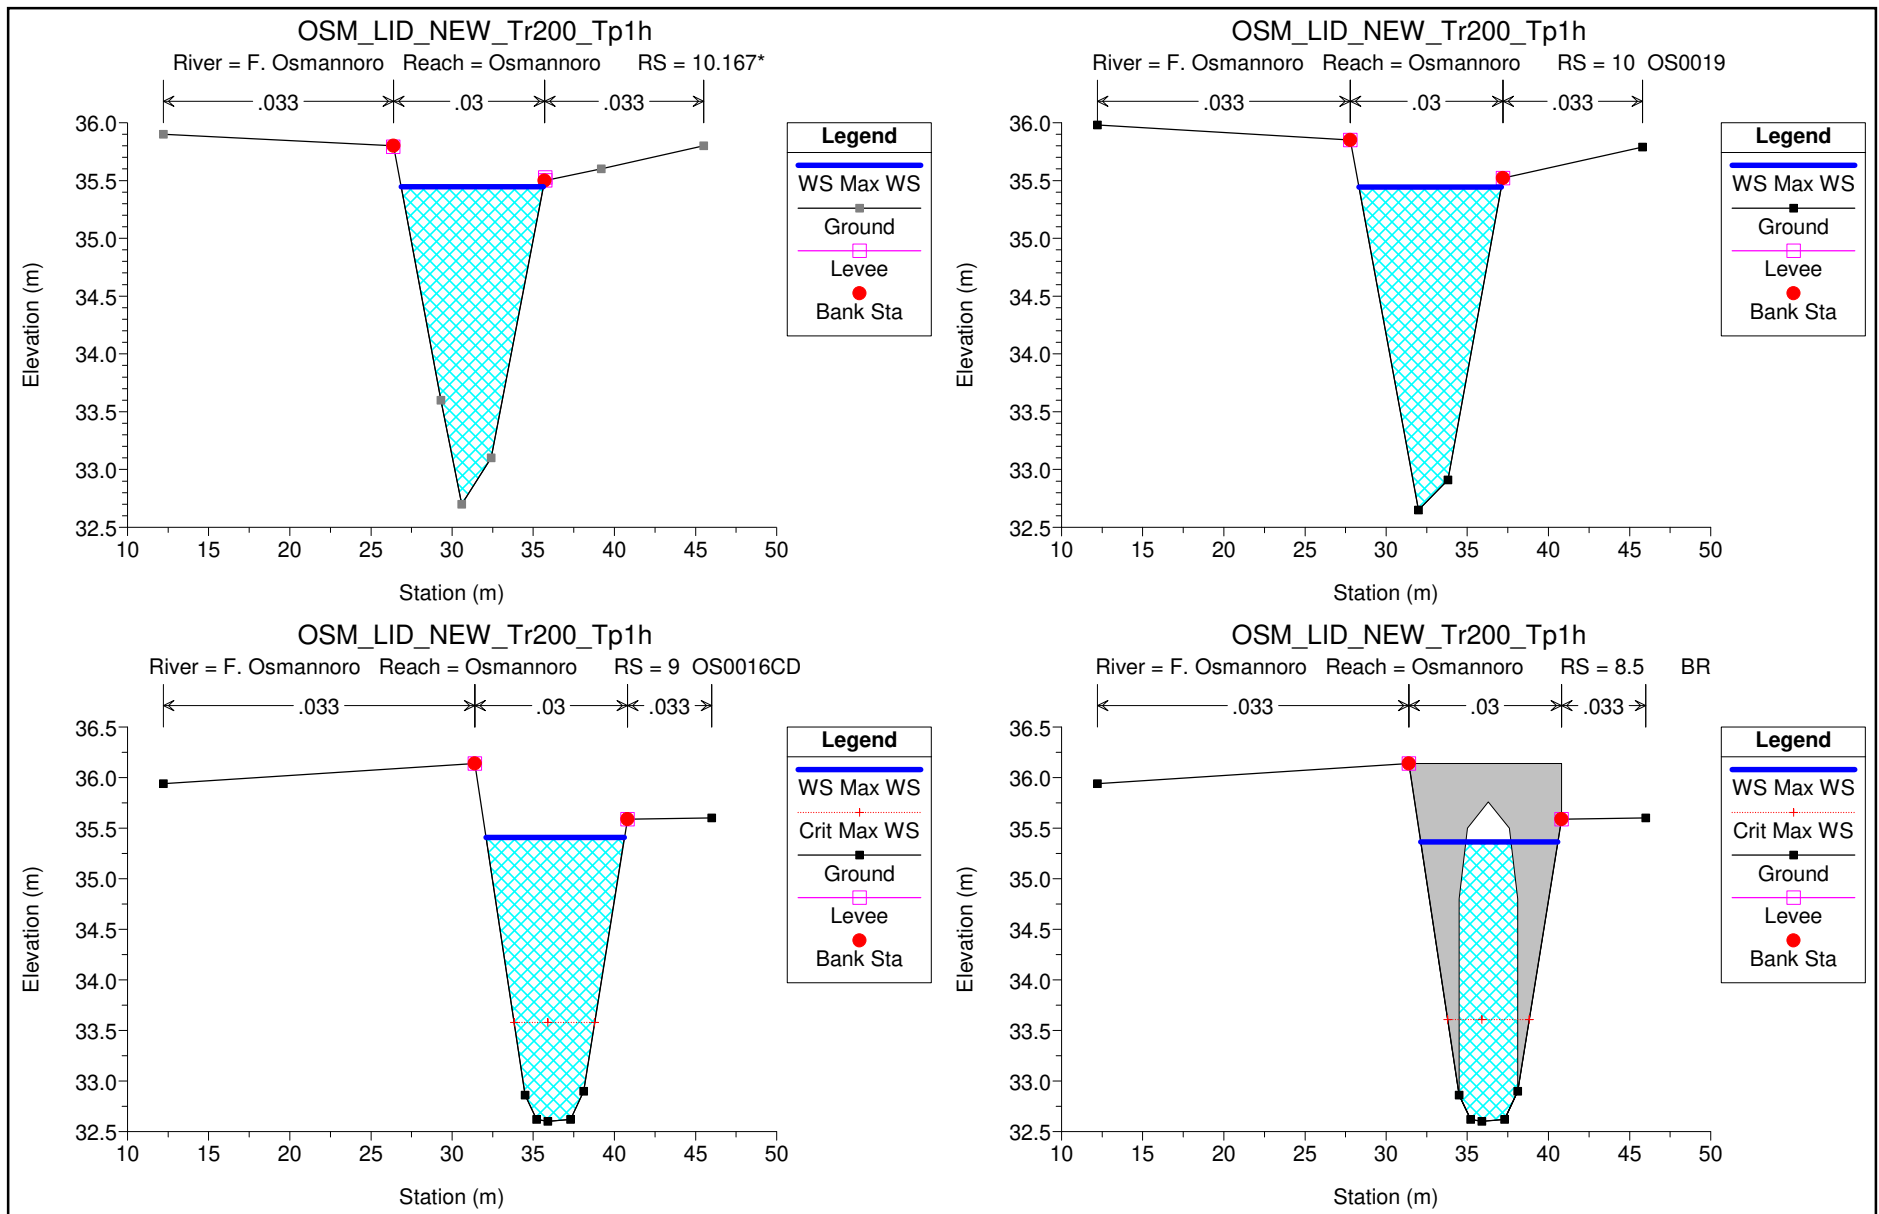 OSM_LID_NEW_Tr200_Tp1h
River = F. Osmannoro Reach = Osmannoro RS = 10.167*
.033 .03 .033
36.0
35.5
35.0
34.5
34.0
33.5
33.0
32.5
10 15 20 25 30 35 40 45 50
Elevation (m)
Station (m)
Legend
WS Max WS
Ground
Levee
Bank Sta
OSM_LID_NEW_Tr200_Tp1h
River = F. Osmannoro Reach = Osmannoro RS = 10 OS0019
.033 .03 .033
36.0
35.5
35.0
34.5
34.0
33.5
33.0
32.5
10 15 20 25 30 35 40 45 50
Elevation (m)
Station (m)
Legend
WS Max WS
Ground
Levee
Bank Sta
OSM_LID_NEW_Tr200_Tp1h
River = F. Osmannoro Reach = Osmannoro RS = 9 OS0016CD
.033 .03 .033
36.5
36.0
35.5
35.0
34.5
34.0
33.5
33.0
32.5
10 15 20 25 30 35 40 45 50
Elevation (m)
Station (m)
Legend
WS Max WS
Crit Max WS
Ground
Levee
Bank Sta
OSM_LID_NEW_Tr200_Tp1h
River = F. Osmannoro Reach = Osmannoro RS = 8.5 BR
.033 .03 .033
36.5
36.0
35.5
35.0
34.5
34.0
33.5
33.0
32.5
10 15 20 25 30 35 40 45 50
Elevation (m)
Station (m)
Legend
WS Max WS
Crit Max WS
Ground
Levee
Bank Sta